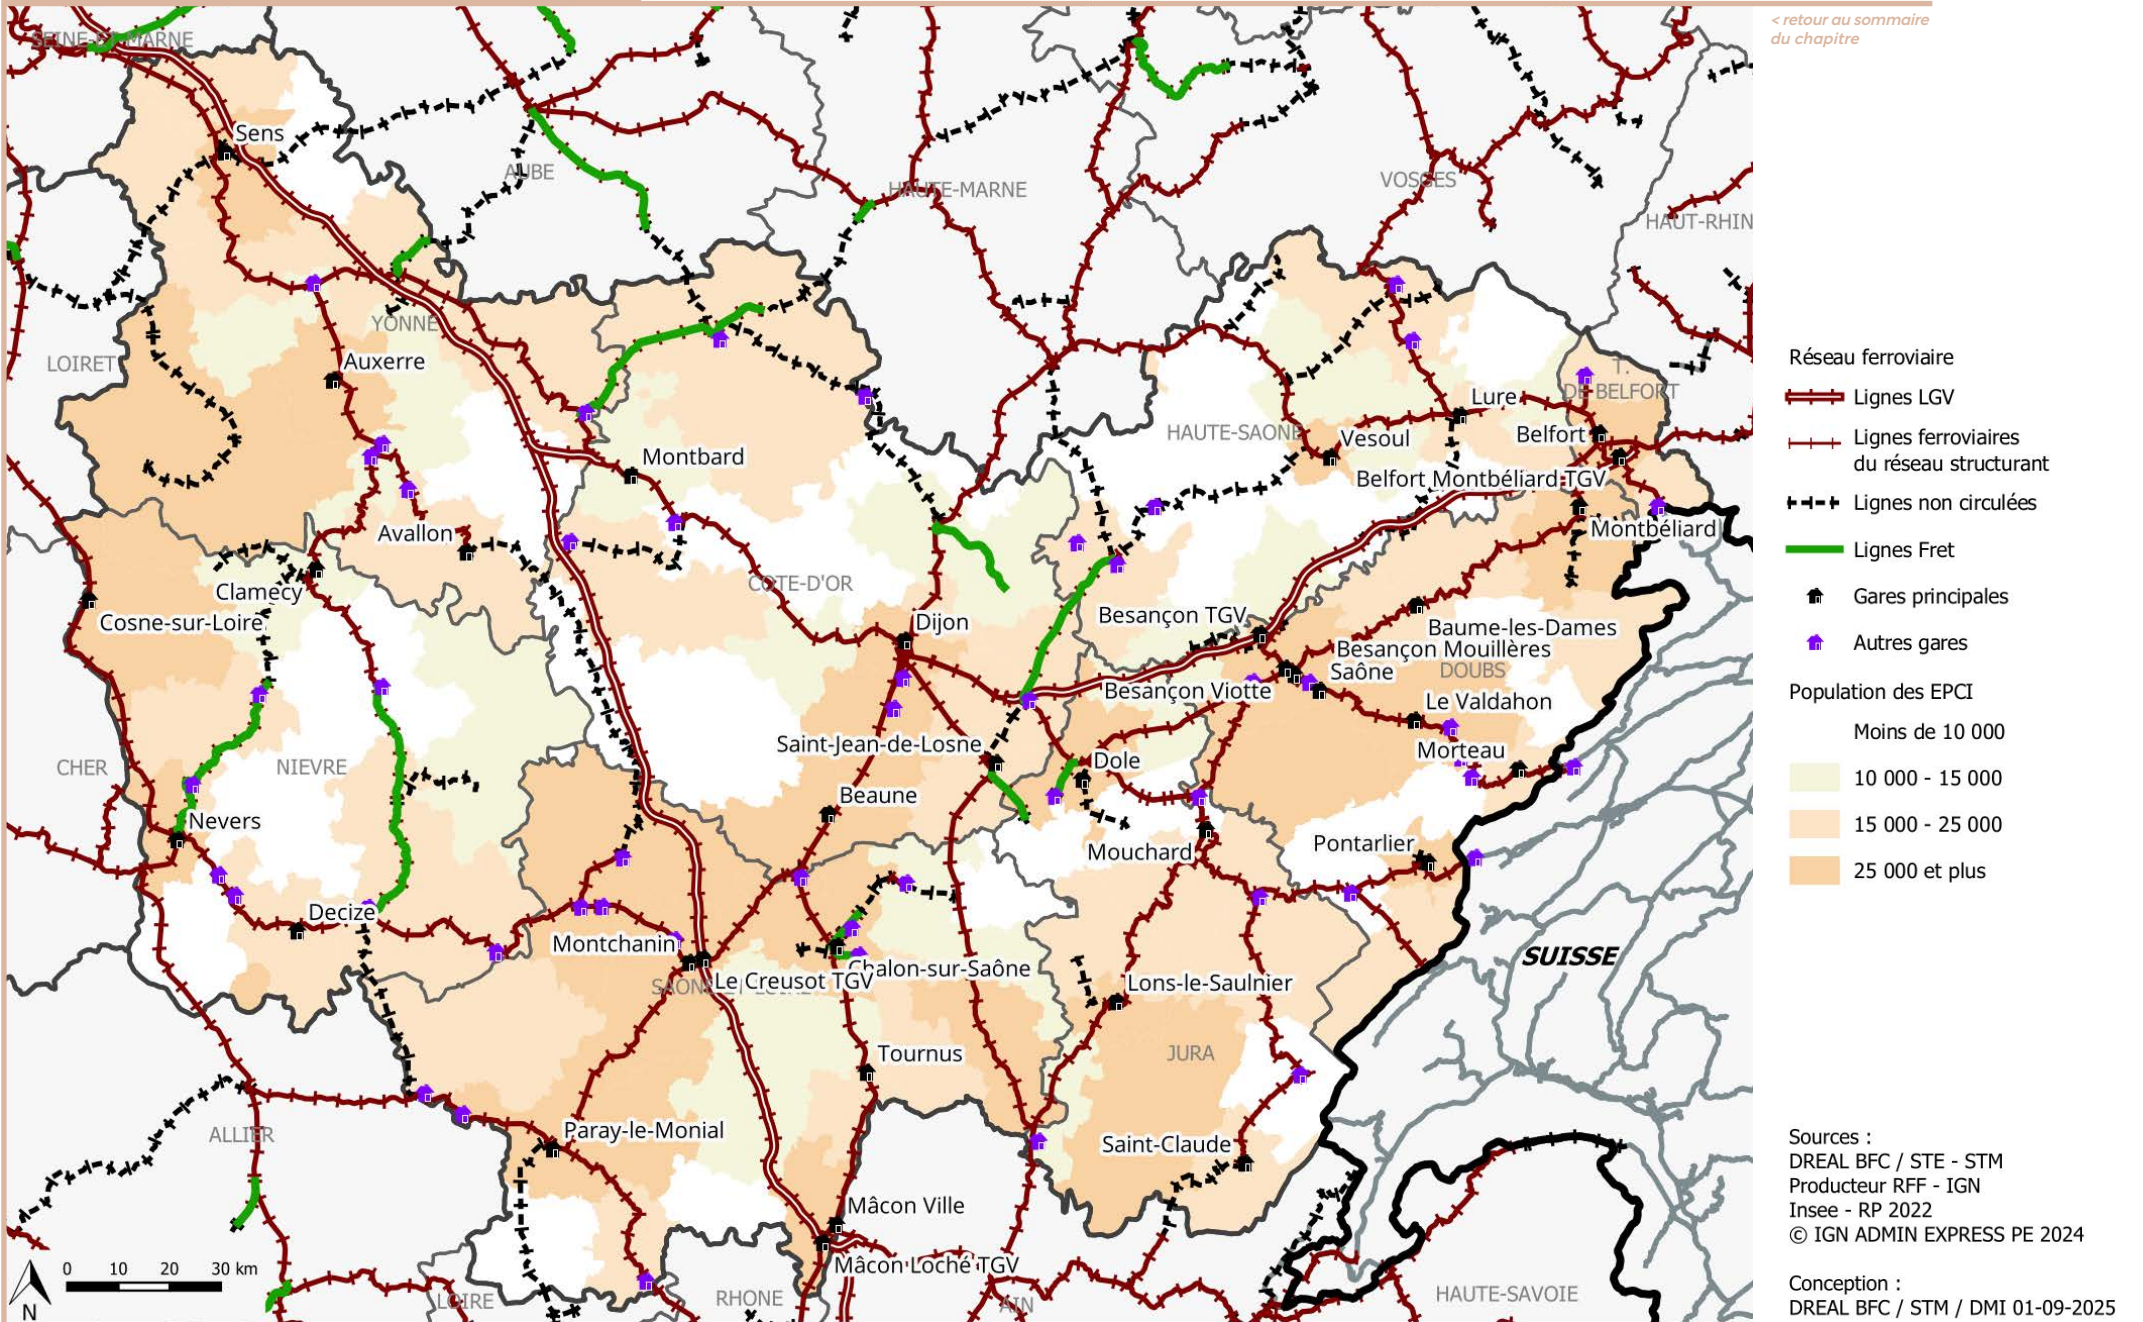 < retour au sommaire
du chapitre
SEINE-ET-MARNE
Sens
AUBE
HAUTE-MARNE
VOSGES
HAUT-RHIN
YONNE
LOIRET
Auxerre
T.
DE BELFORT
Lure
HAUTE-SAONE
Vesoul
Belfort
Montbard
Belfort Montbéliard TGV
Avallon
Montbéliard
COTE-D'OR
Clamecy
Cosne-sur-Loire
Dijon
Besançon TGV
Baume-les-Dames
Besançon Mouillères
Saône
DOUBS
Besançon Viotte
Le Valdahon
Saint-Jean-de-Losne
Morteau
Dole
CHER
NIEVRE
Beaune
Nevers
Mouchard
Pontarlier
Decize
Montchanin
Chalon-sur-Saône
Le Creusot TGV
Lons-le-Saulnier
SUISSE
Tournus
JURA
Paray-le-Monial
ALLIER
Saint-Claude
Mâcon Ville
Mâcon Loché TGV
LOIRE
RHONE
AIN
HAUTE-SAVOIE
0 10 20 30 km
N
Réseau ferroviaire
Lignes LGV
Lignes ferroviaires
du réseau structurant
Lignes non circulées
Lignes Fret
Gares principales
Autres gares
Population des EPCI
Moins de 10 000
10 000 - 15 000
15 000 - 25 000
25 000 et plus
Sources :
DREAL BFC / STE - STM
Producteur RFF - IGN
Insee - RP 2022
© IGN ADMIN EXPRESS PE 2024
Conception :
DREAL BFC / STM / DMI 01-09-2025